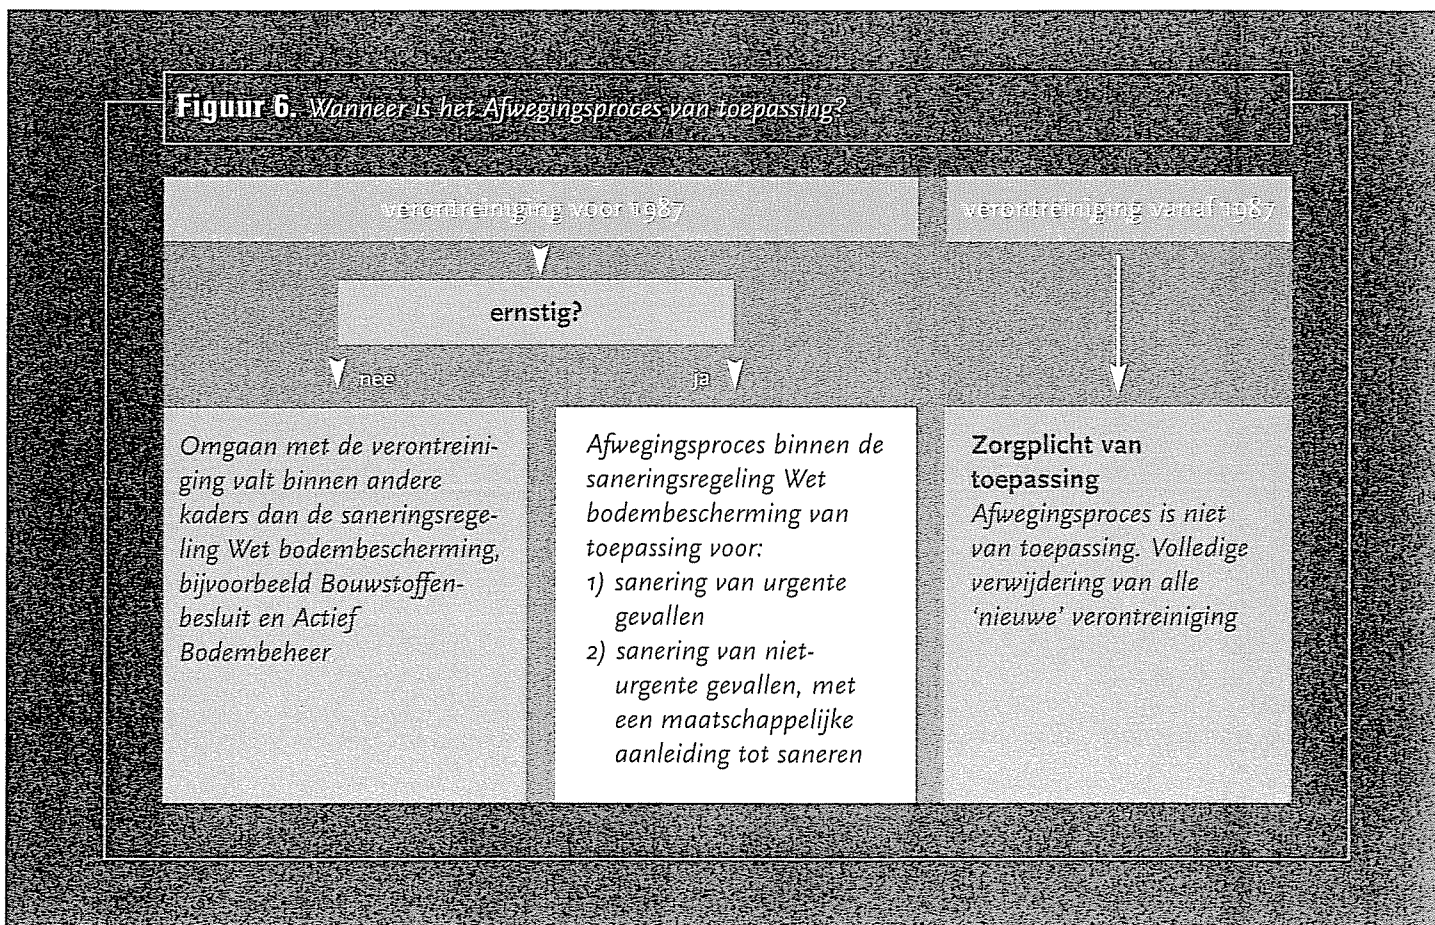 Figuur 6. Wanneer is het Afwegingsproces van toepassing?
verontreiniging voor 1987
verontreiniging vanaf 1987
ernstig?
nee
ja
Omgaan met de verontreini-
ging valt binnen andere
kaders dan de saneringsrege-
ling Wet bodembescherming,
bijvoorbeeld Bouwstoffen-
besluit en Actief
Bodembeheer
Afwegingsproces binnen de
saneringsregeling Wet
bodembescherming van
toepassing voor:
1) sanering van urgente
gevallen
2) sanering van niet-
urgente gevallen, met
een maatschappelijke
aanleiding tot saneren
Zorgplicht van
toepassing
Afwegingsproces is niet
van toepassing. Volledige
verwijdering van alle
‘nieuwe’ verontreiniging